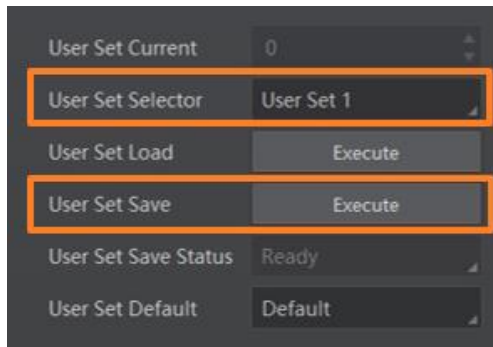 User Set Current 0
User Set Selector User Set 1
User Set Load Execute
User Set Save Execute
User Set Save Status Ready
User Set Default Default